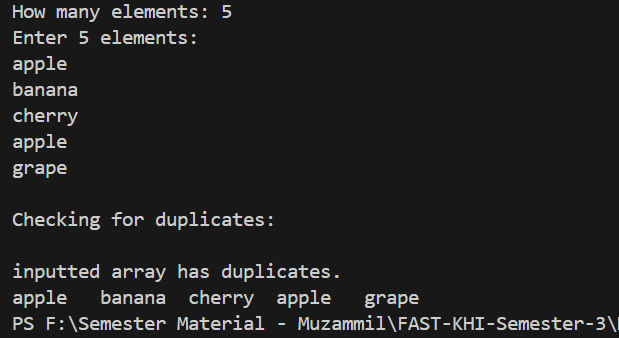 How many elements: 5
Enter 5 elements:
apple
banana
cherry
apple
grape
Checking for duplicates:
inputted array has duplicates.
apple   banana  cherry  apple   grape
PS F:\Semester Material - Muzammil\FAST-KHI-Semester-3\